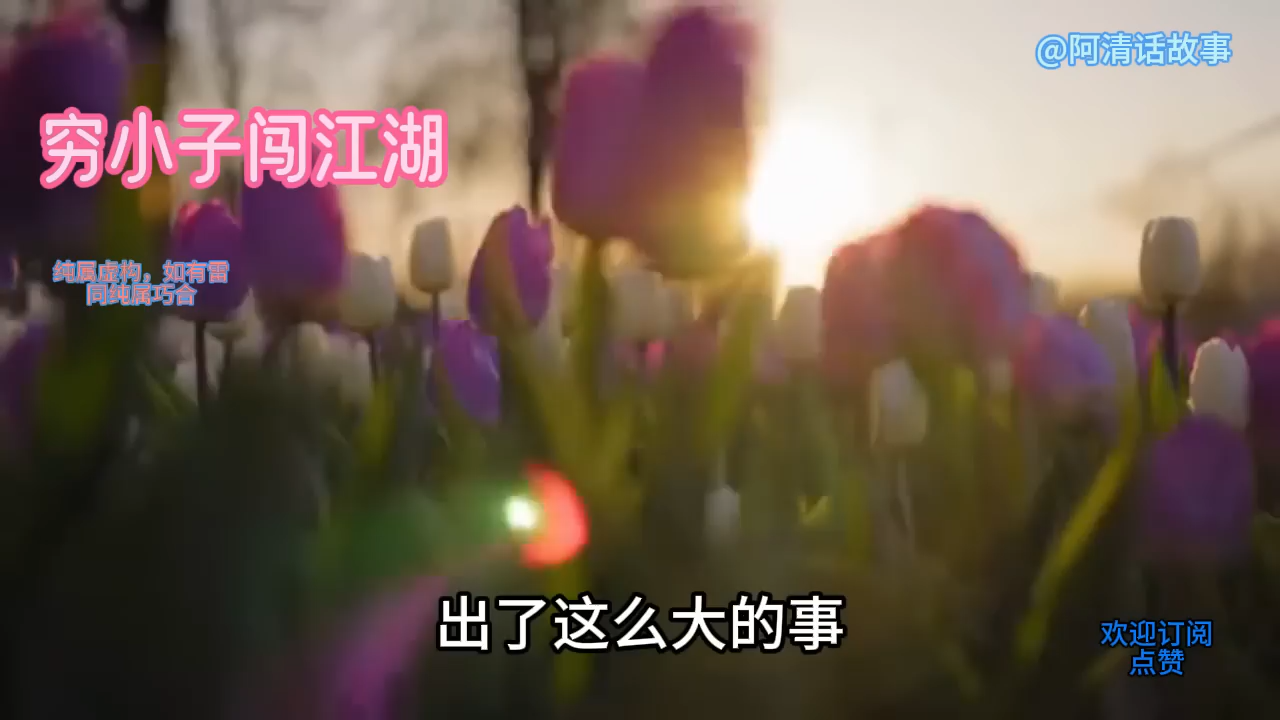 @阿清话故事
穷小子闯江湖
纯属虚构，如有雷
同纯属巧合
出了这么大的事
欢迎订阅
点赞